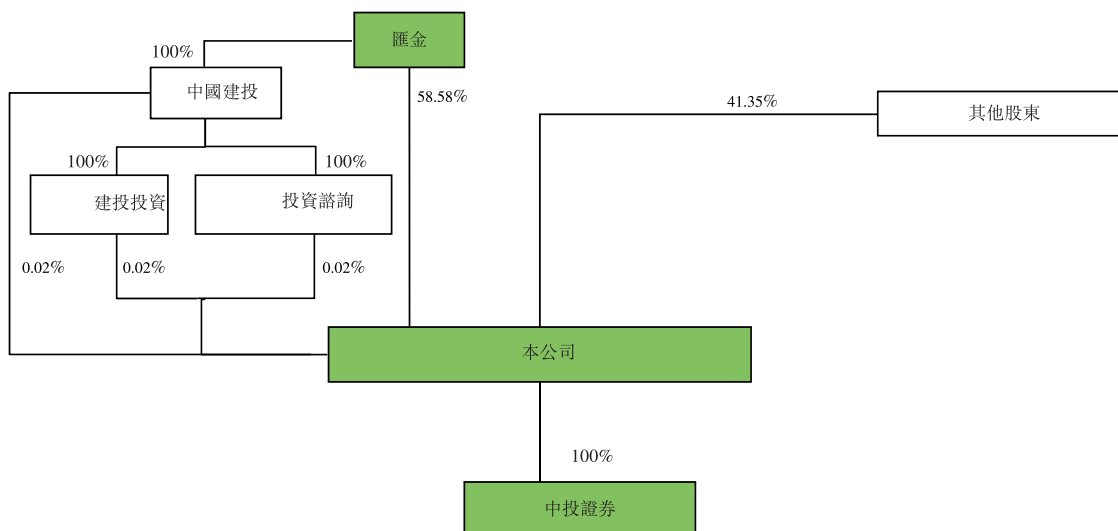 匯金
100%
中國建投
58.58%
41.35%
其他股東
100%
100%
建投投資
投資諮詢
0.02%
0.02%
0.02%
本公司
100%
中投證券